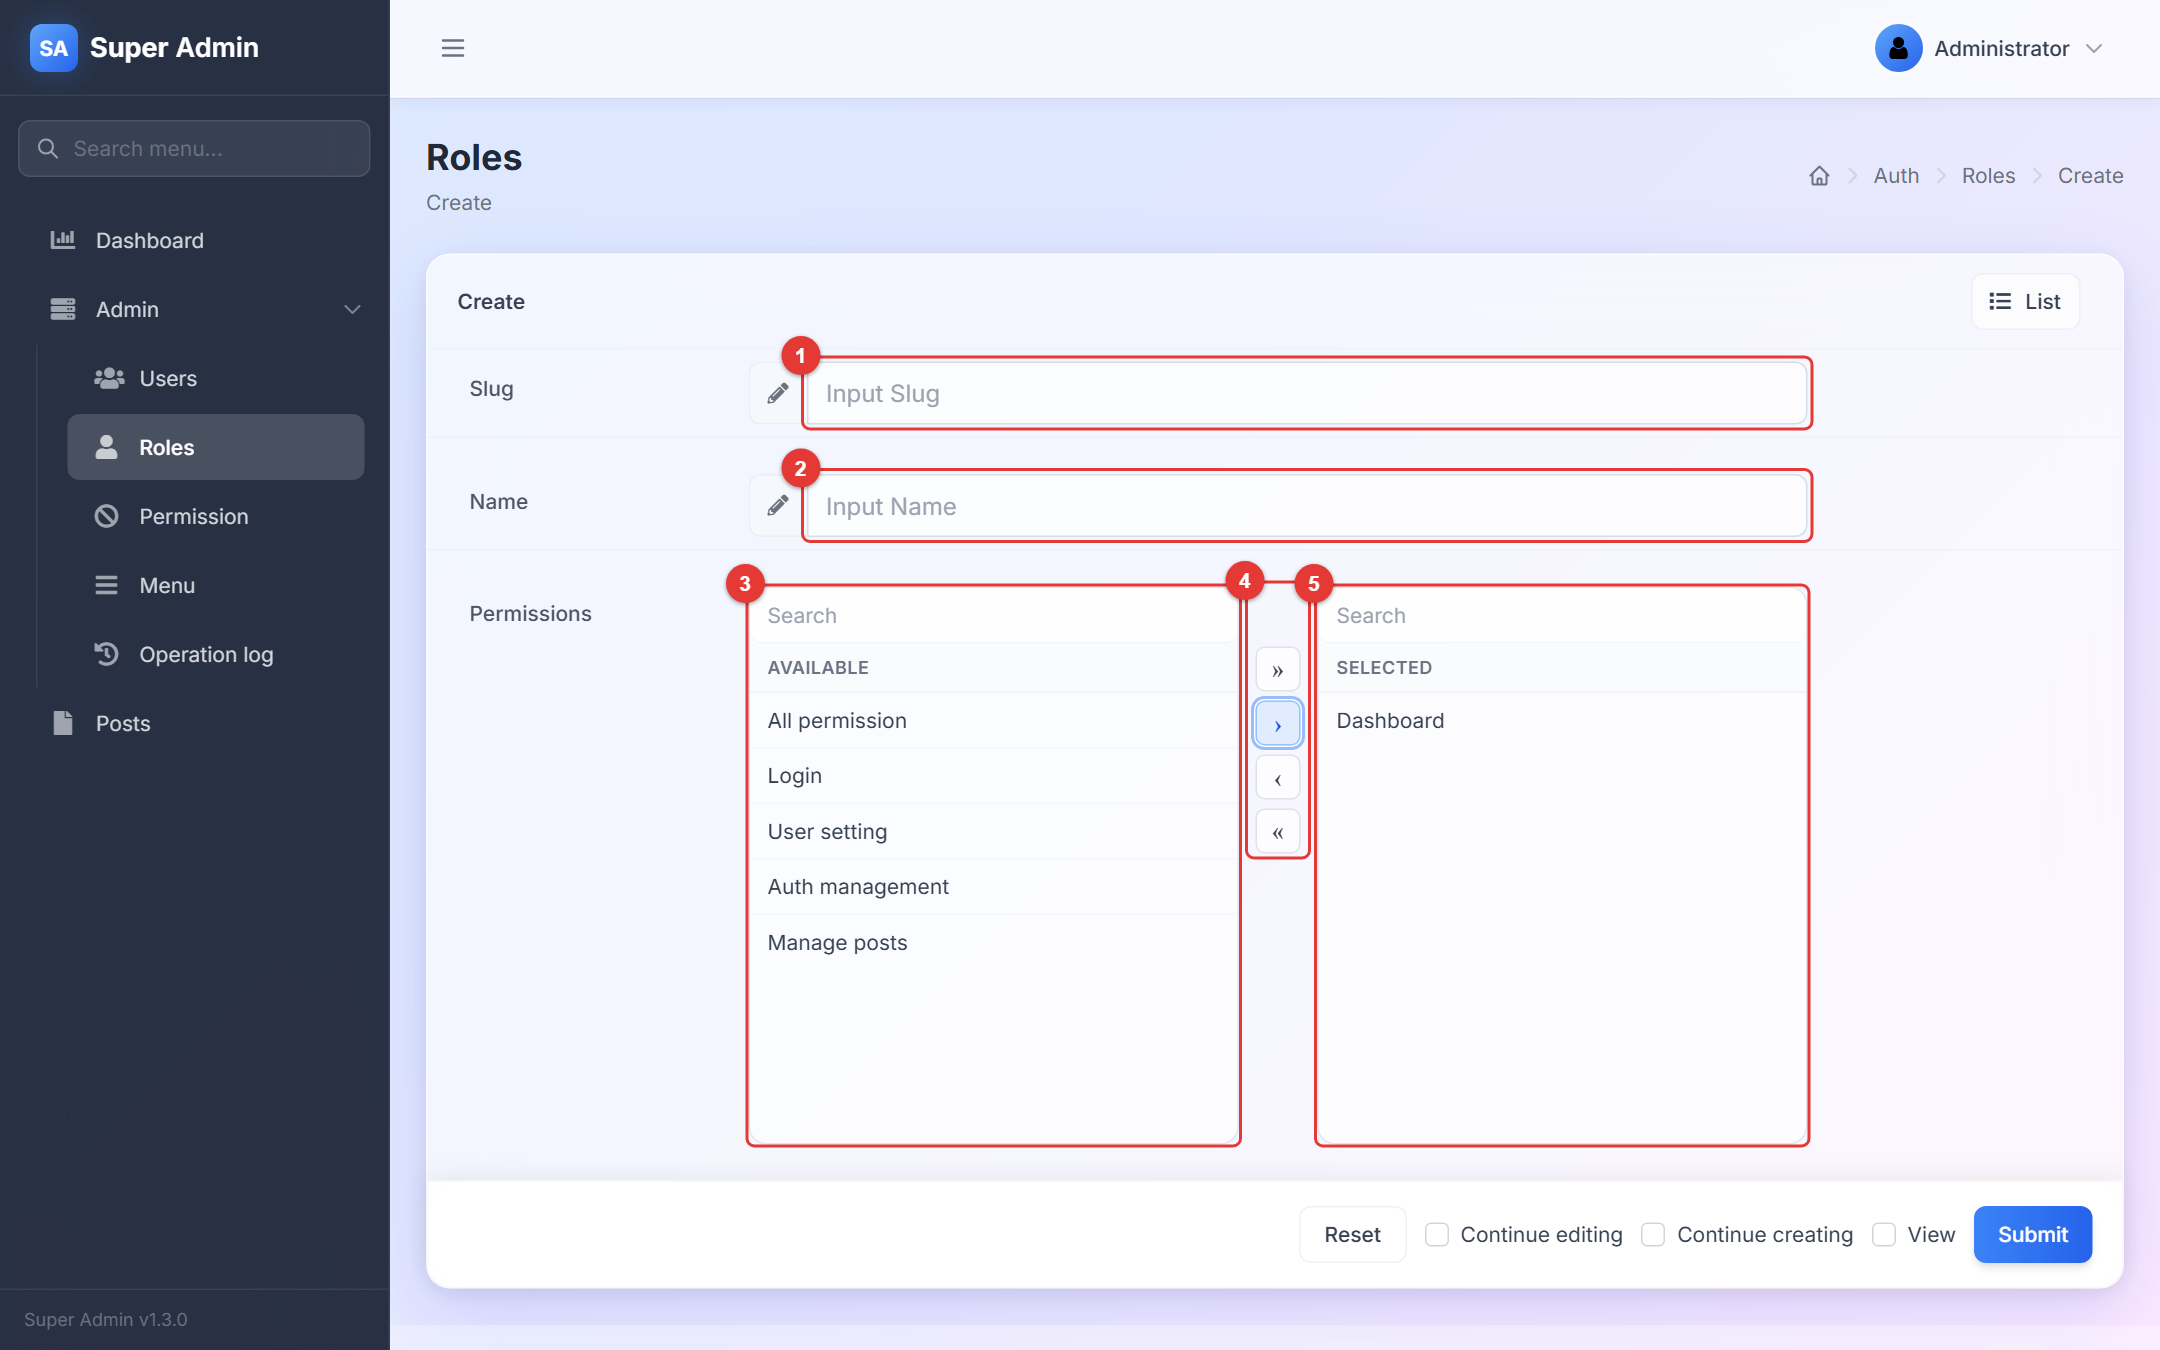 SA Super Admin
Administrator
Search menu...
Dashboard
Admin
Users
Roles
Permission
Menu
Operation log
Posts
Super Admin v1.3.0
Roles
Create
Auth
Roles
Create
Create
List
1
Slug
Input Slug
2
Name
Input Name
3
4
5
Permissions
Search
AVAILABLE
All permission
Login
User setting
Auth management
Manage posts
»
›
‹
«
Search
SELECTED
Dashboard
Reset
Continue editing
Continue creating
View
Submit